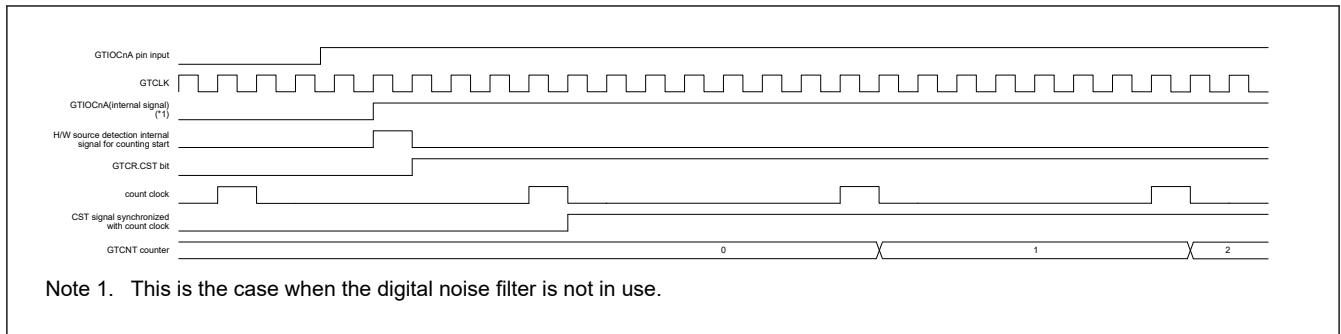 GTIOCnA pin input
GTCLK
GTIOCnA(internal signal)
(*1)
H/W source detection internal
signal for counting start
GTCR.CST bit
count clock
CST signal synchronized
with count clock
GTCNT counter 0 1 2
Note 1. This is the case when the digital noise filter is not in use.